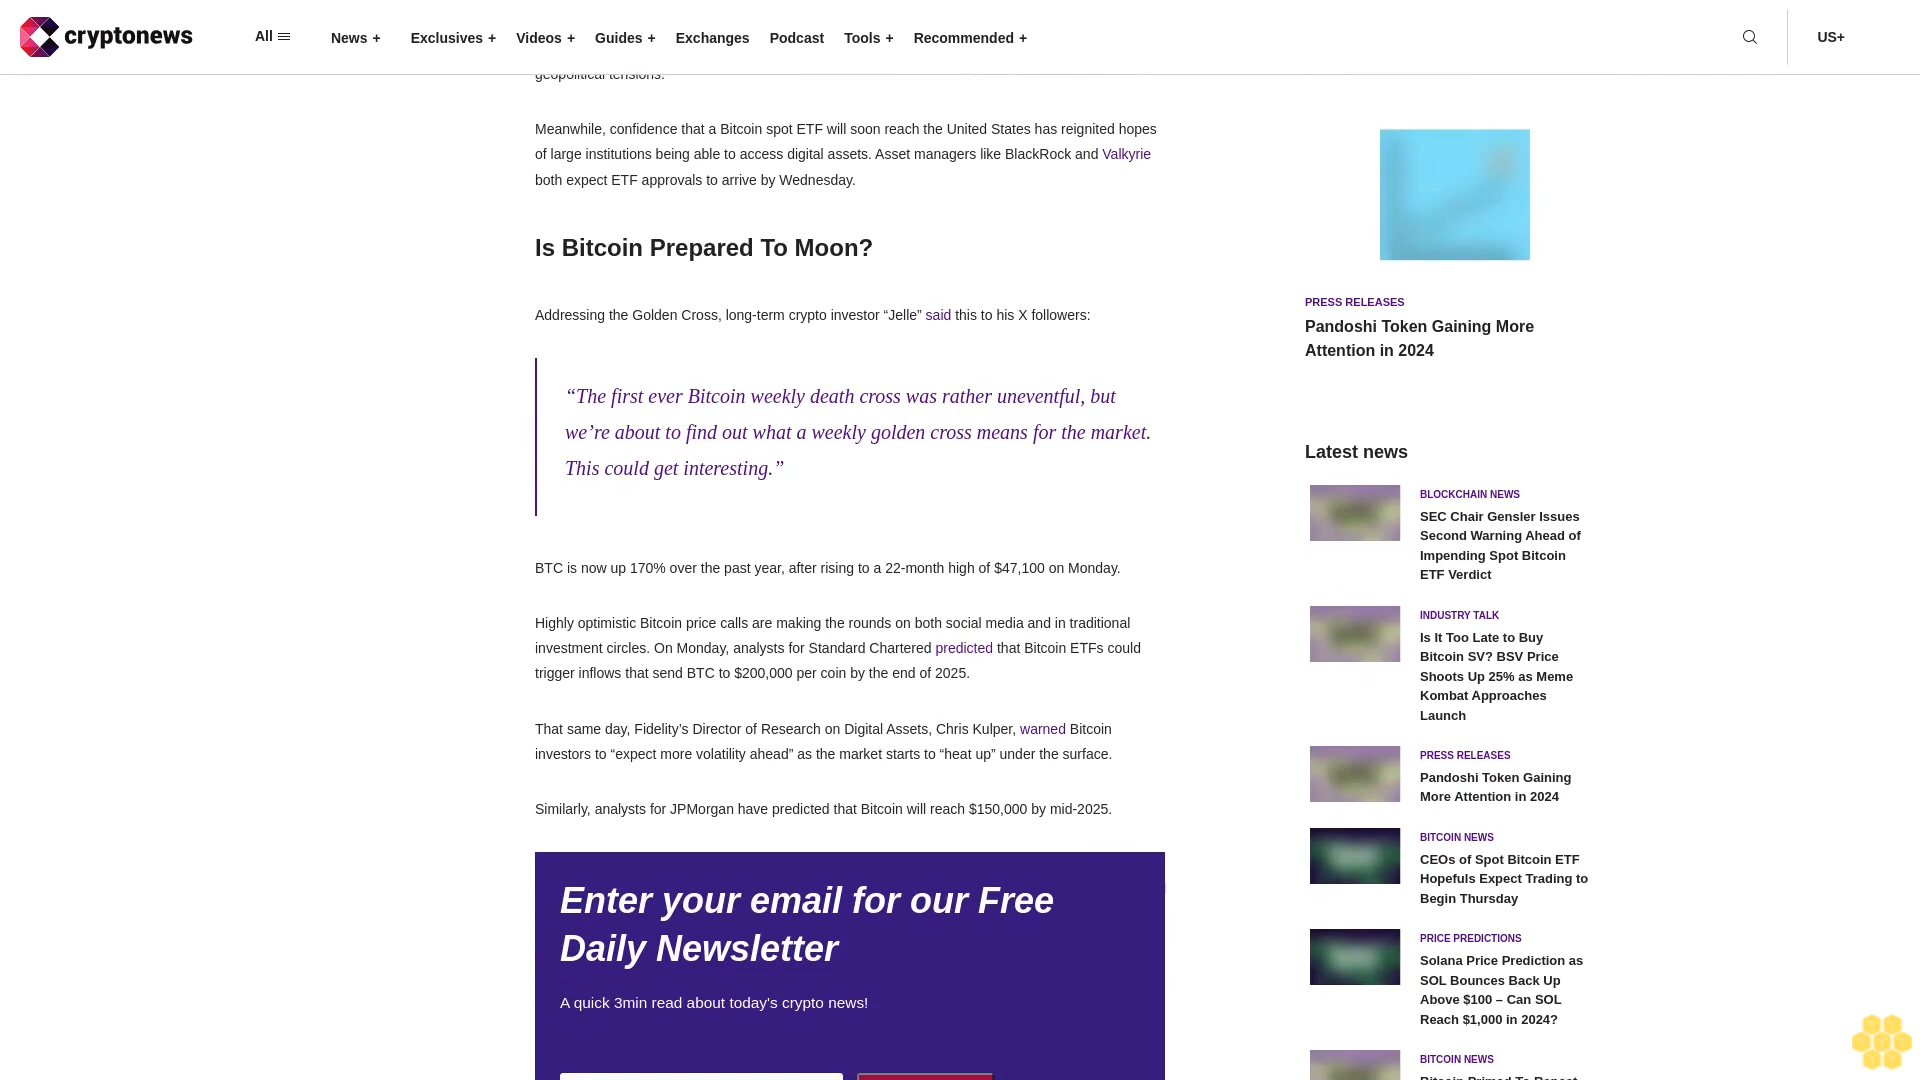 cryptonews
All
News +
Exclusives +
Videos +
Guides +
Exchanges
Podcast
Tools +
Recommended +
US+
geopolitical tensions.
Meanwhile, confidence that a Bitcoin spot ETF will soon reach the United States has reignited hopes
of large institutions being able to access digital assets. Asset managers like BlackRock and Valkyrie
both expect ETF approvals to arrive by Wednesday.
Is Bitcoin Prepared To Moon?
Addressing the Golden Cross, long-term crypto investor “Jelle” said this to his X followers:
“The first ever Bitcoin weekly death cross was rather uneventful, but
we’re about to find out what a weekly golden cross means for the market.
This could get interesting.”
BTC is now up 170% over the past year, after rising to a 22-month high of $47,100 on Monday.
Highly optimistic Bitcoin price calls are making the rounds on both social media and in traditional
investment circles. On Monday, analysts for Standard Chartered predicted that Bitcoin ETFs could
trigger inflows that send BTC to $200,000 per coin by the end of 2025.
That same day, Fidelity’s Director of Research on Digital Assets, Chris Kulper, warned Bitcoin
investors to “expect more volatility ahead” as the market starts to “heat up” under the surface.
Similarly, analysts for JPMorgan have predicted that Bitcoin will reach $150,000 by mid-2025.
Enter your email for our Free
Daily Newsletter
A quick 3min read about today's crypto news!
PRESS RELEASES
Pandoshi Token Gaining More
Attention in 2024
Latest news
BLOCKCHAIN NEWS
SEC Chair Gensler Issues
Second Warning Ahead of
Impending Spot Bitcoin
ETF Verdict
INDUSTRY TALK
Is It Too Late to Buy
Bitcoin SV? BSV Price
Shoots Up 25% as Meme
Kombat Approaches
Launch
PRESS RELEASES
Pandoshi Token Gaining
More Attention in 2024
BITCOIN NEWS
CEOs of Spot Bitcoin ETF
Hopefuls Expect Trading to
Begin Thursday
PRICE PREDICTIONS
Solana Price Prediction as
SOL Bounces Back Up
Above $100 – Can SOL
Reach $1,000 in 2024?
BITCOIN NEWS
Bitcoin Primed To Repeat